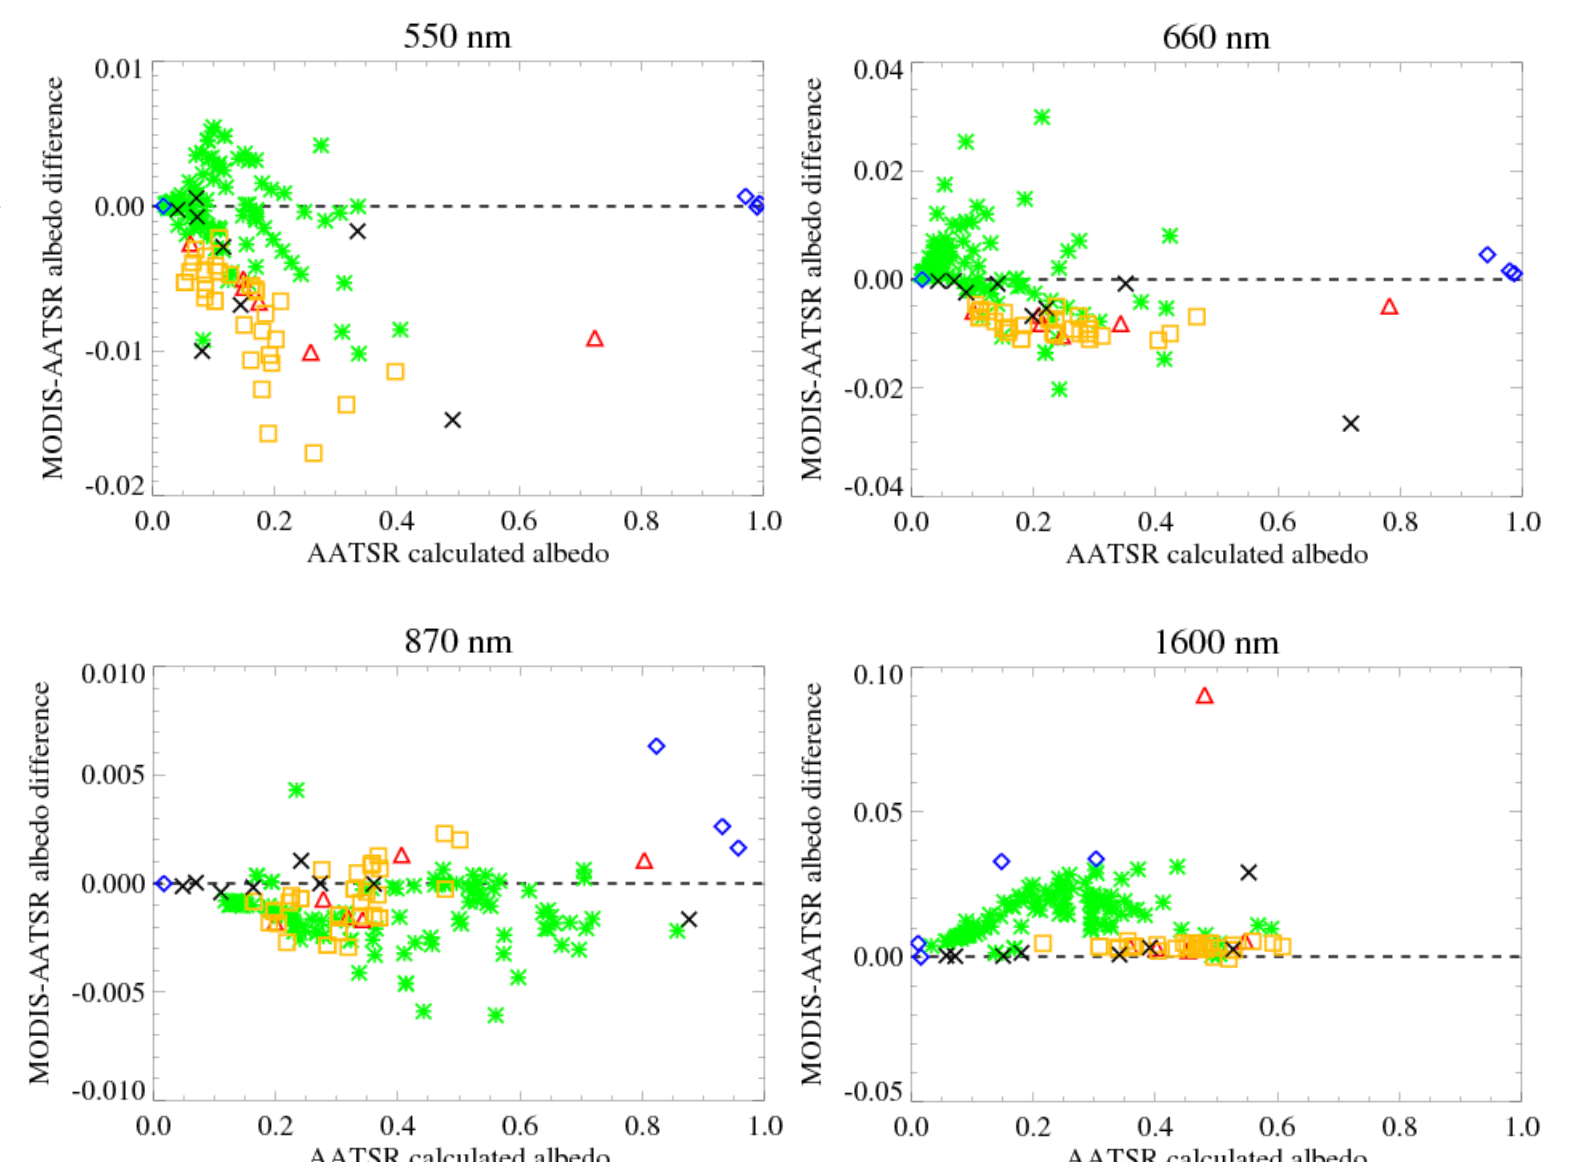 550 nm
MODIS-AATSR albedo difference
0.01
0.00
-0.01
-0.02
0.0 0.2 0.4 0.6 0.8 1.0
AATSR calculated albedo
660 nm
MODIS-AATSR albedo difference
0.04
0.02
0.00
-0.02
-0.04
0.0 0.2 0.4 0.6 0.8 1.0
AATSR calculated albedo
870 nm
MODIS-AATSR albedo difference
0.010
0.005
0.000
-0.005
-0.010
0.0 0.2 0.4 0.6 0.8 1.0
AATSR calculated albedo
1600 nm
MODIS-AATSR albedo difference
0.10
0.05
0.00
-0.05
0.0 0.2 0.4 0.6 0.8 1.0
AATSR calculated albedo